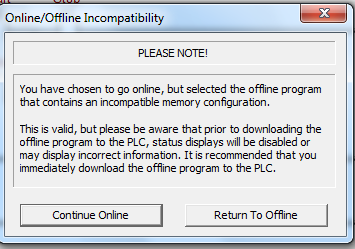 Online/Offline Incompatibility
PLEASE NOTE!
You have chosen to go online, but selected the offline program
that contains an incompatible memory configuration.
This is valid, but please be aware that prior to downloading the
offline program to the PLC, status displays will be disabled or
may display incorrect information. It is recommended that you
immediately download the offline program to the PLC.
Continue Online
Return To Offline